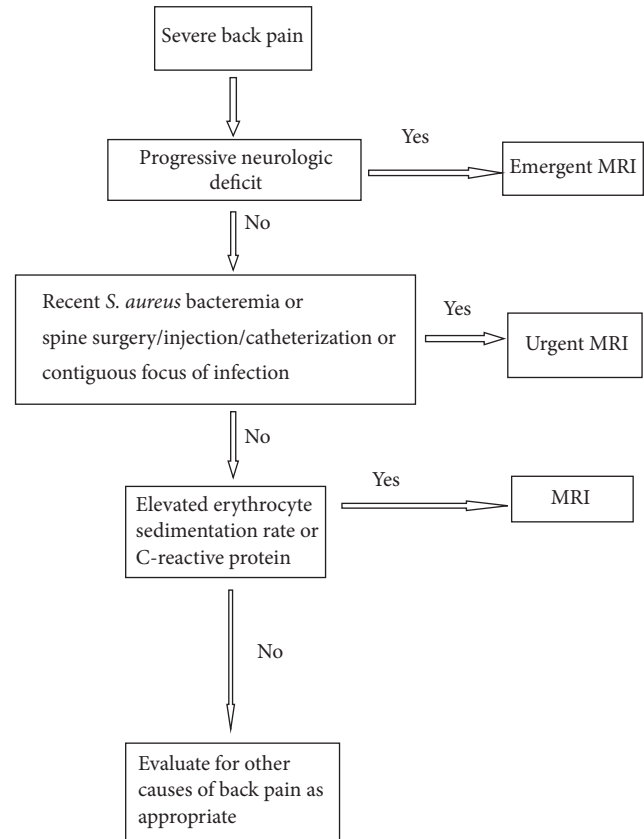 Severe back pain
Progressive neurologic
deficit
Yes
Emergent MRI
No
Recent S. aureus bacteremia or
spine surgery/injection/catheterization or
contiguous focus of infection
Yes
Urgent MRI
No
Elevated erythrocyte
sedimentation rate or
C-reactive protein
Yes
MRI
No
Evaluate for other
causes of back pain as
appropriate